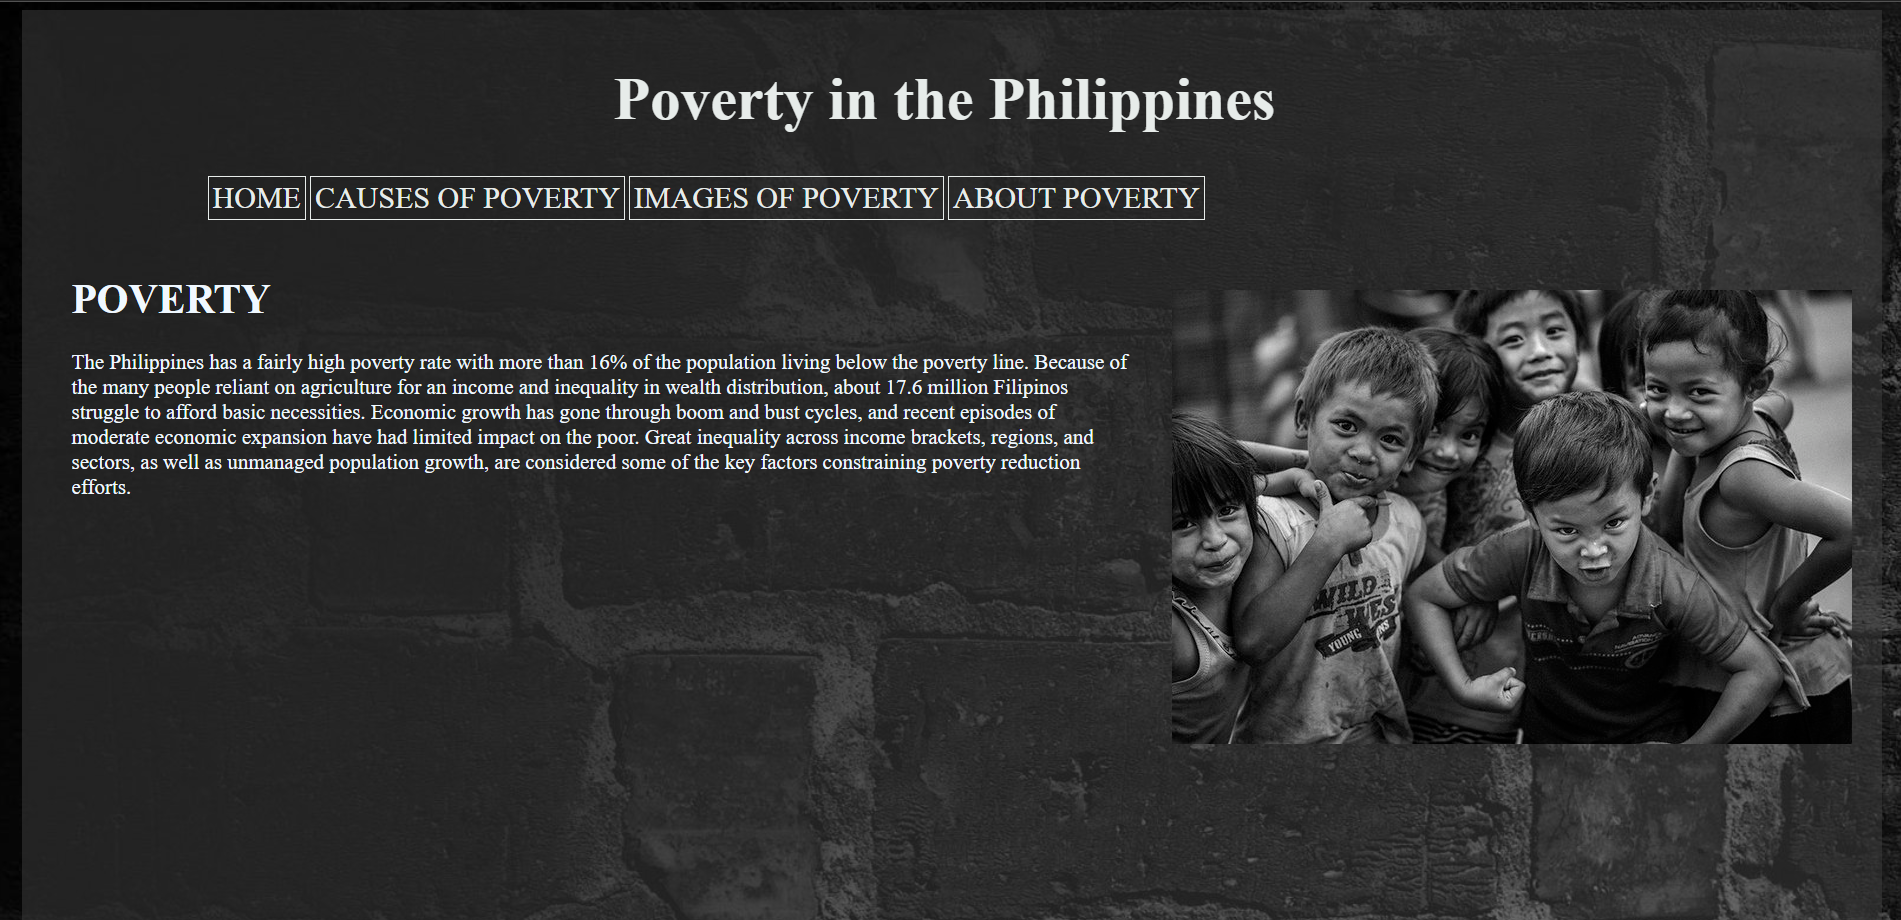 Poverty in the Philippines
HOME CAUSES OF POVERTY IMAGES OF POVERTY ABOUT POVERTY
POVERTY
The Philippines has a fairly high poverty rate with more than 16% of the population living below the poverty line. Because of
the many people reliant on agriculture for an income and inequality in wealth distribution, about 17.6 million Filipinos
struggle to afford basic necessities. Economic growth has gone through boom and bust cycles, and recent episodes of
moderate economic expansion have had limited impact on the poor. Great inequality across income brackets, regions, and
sectors, as well as unmanaged population growth, are considered some of the key factors constraining poverty reduction
efforts.
WILD
WES
YOUNG